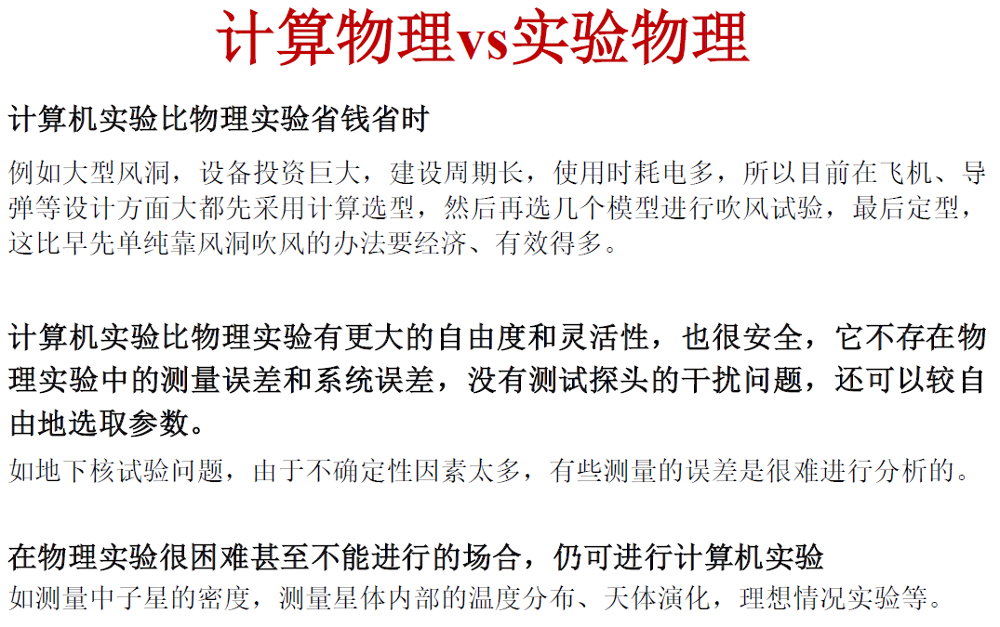 计算物理vs实验物理
计算机实验比物理实验省钱省时
例如大型风洞，设备投资巨大，建设周期长，使用时耗电多，所以目前在飞机、导
弹等设计方面大都先采用计算选型，然后再选几个模型进行吹风试验，最后定型，
这比早先单纯靠风洞吹风的办法要经济、有效得多。
计算机实验比物理实验有更大的自由度和灵活性，也很安全，它不存在物
理实验中的测量误差和系统误差，没有测试探头的干扰问题，还可以较自
由地选取参数。
如地下核试验问题，由于不确定性因素太多，有些测量的误差是很难进行分析的。
在物理实验很困难甚至不能进行的场合，仍可进行计算机实验
如测量中子星的密度，测量星体内部的温度分布、天体演化，理想情况实验等。